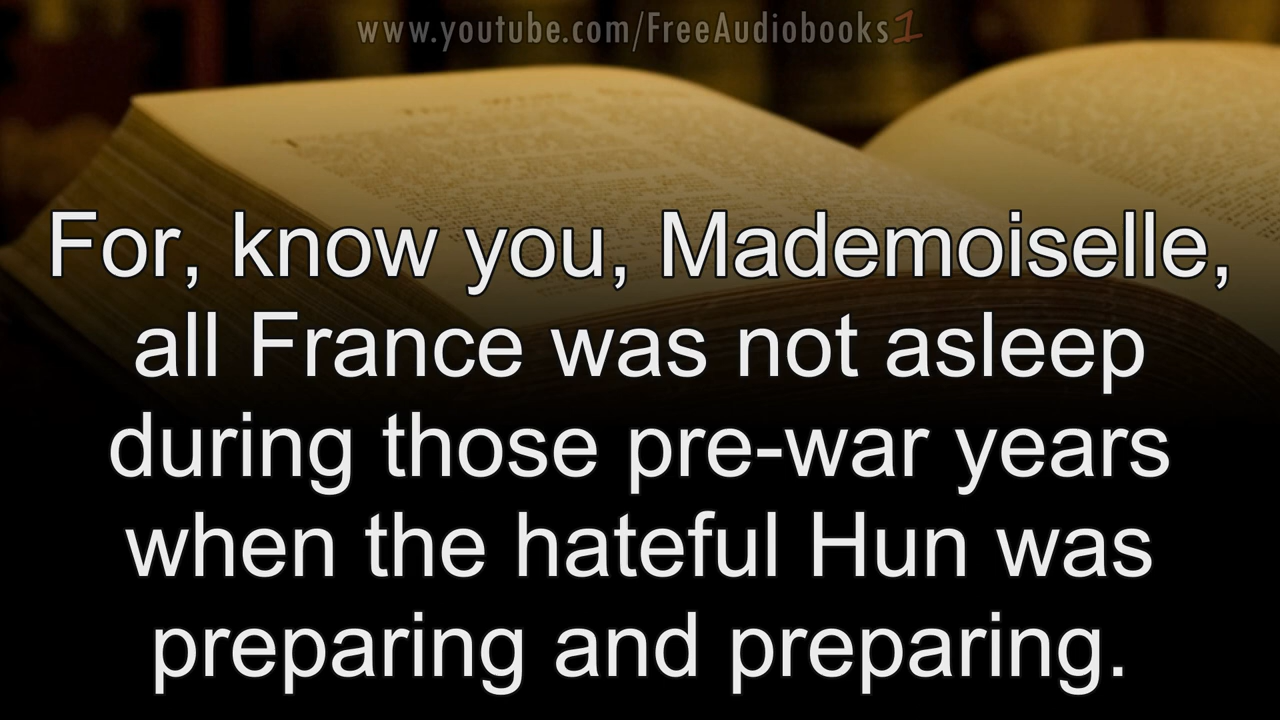 www.youtube.com/FreeAudiobooks1
For, know you, Mademoiselle,
all France was not asleep
during those pre-war years
when the hateful Hun was
preparing and preparing.